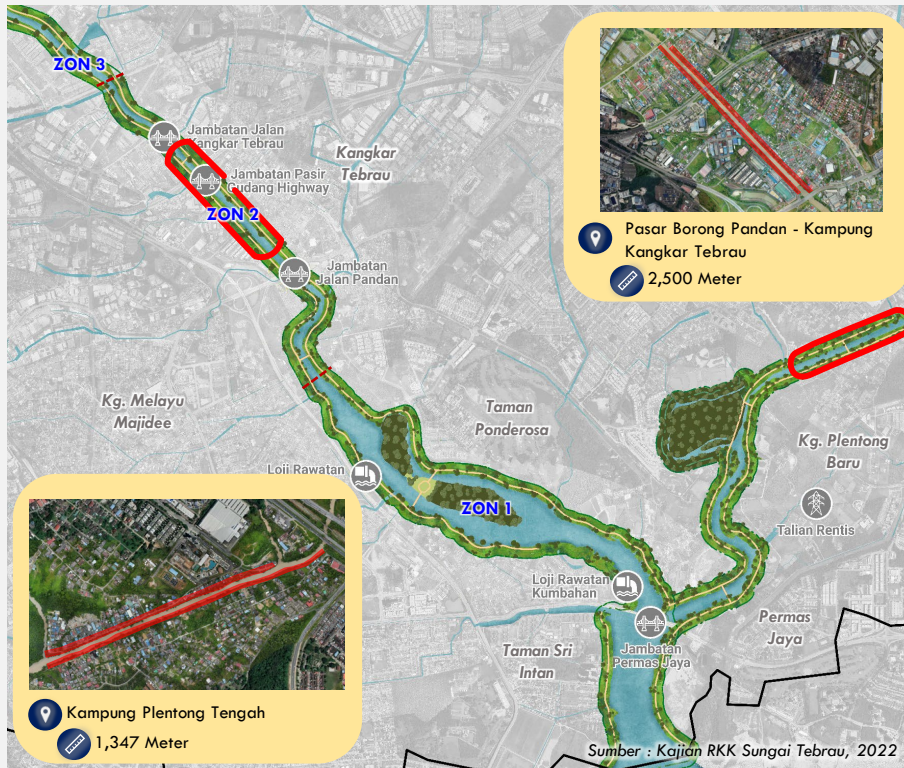 ZON 3
Jambatan Jalan
Kangkar Tebrau
Kangkar
Tebrau
Jambatan Pasir
Gudang Highway
ZON 2
Jambatan
Jalan Pandan
Pasar Borong Pandan - Kampung
Kangkar Tebrau
2,500 Meter
Kg. Melayu
Majidee
Taman
Ponderosa
Kg. Plentong
Baru
Loji Rawatan
ZON 1
Talian Rentis
Loji Rawatan
Kumbahan
Permas
Jaya
Jambatan
Permas Jaya
Taman Sri
Intan
Kampung Plentong Tengah
1,347 Meter
Sumber : Kajian RKK Sungai Tebrau, 2022